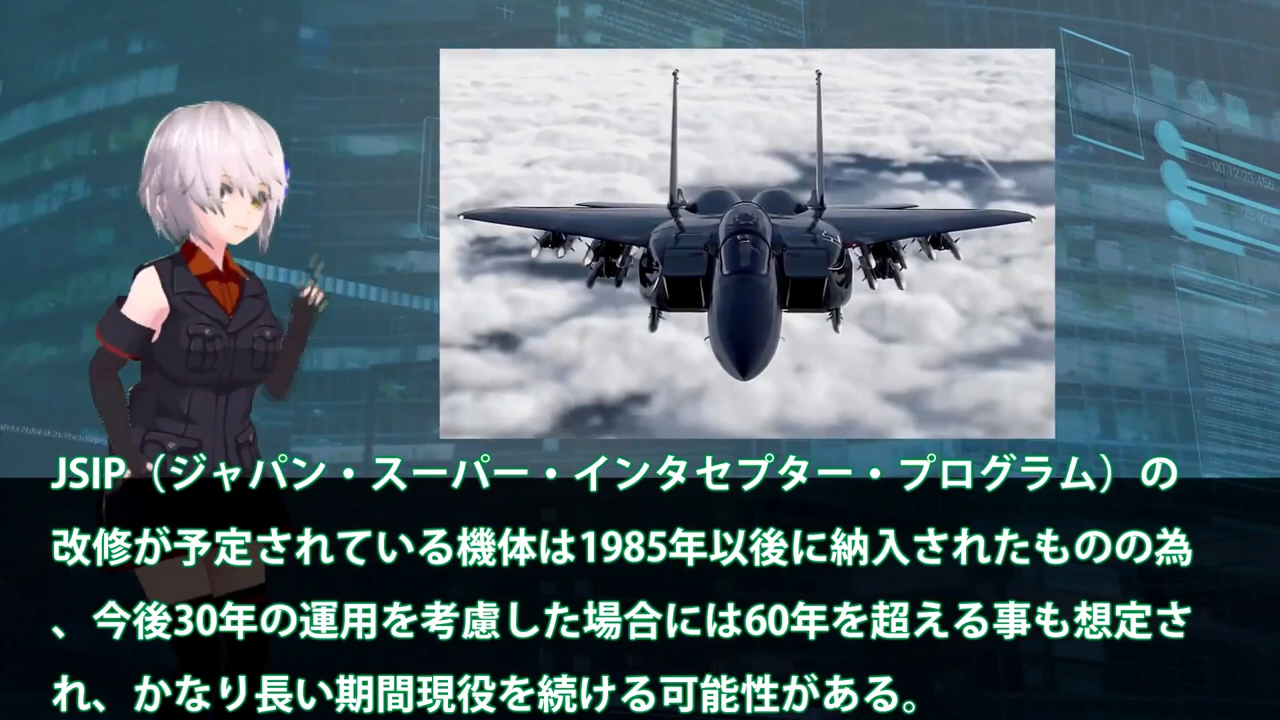 JSIP（ジャパン・スーパー・インタセプター・プログラム）の
改修が予定されている機体は1985年以後に納入されたものの為
、今後30年の運用を考慮した場合には60年を超える事も想定さ
れ、かなり長い期間現役を続ける可能性がある。
00:12:23:456